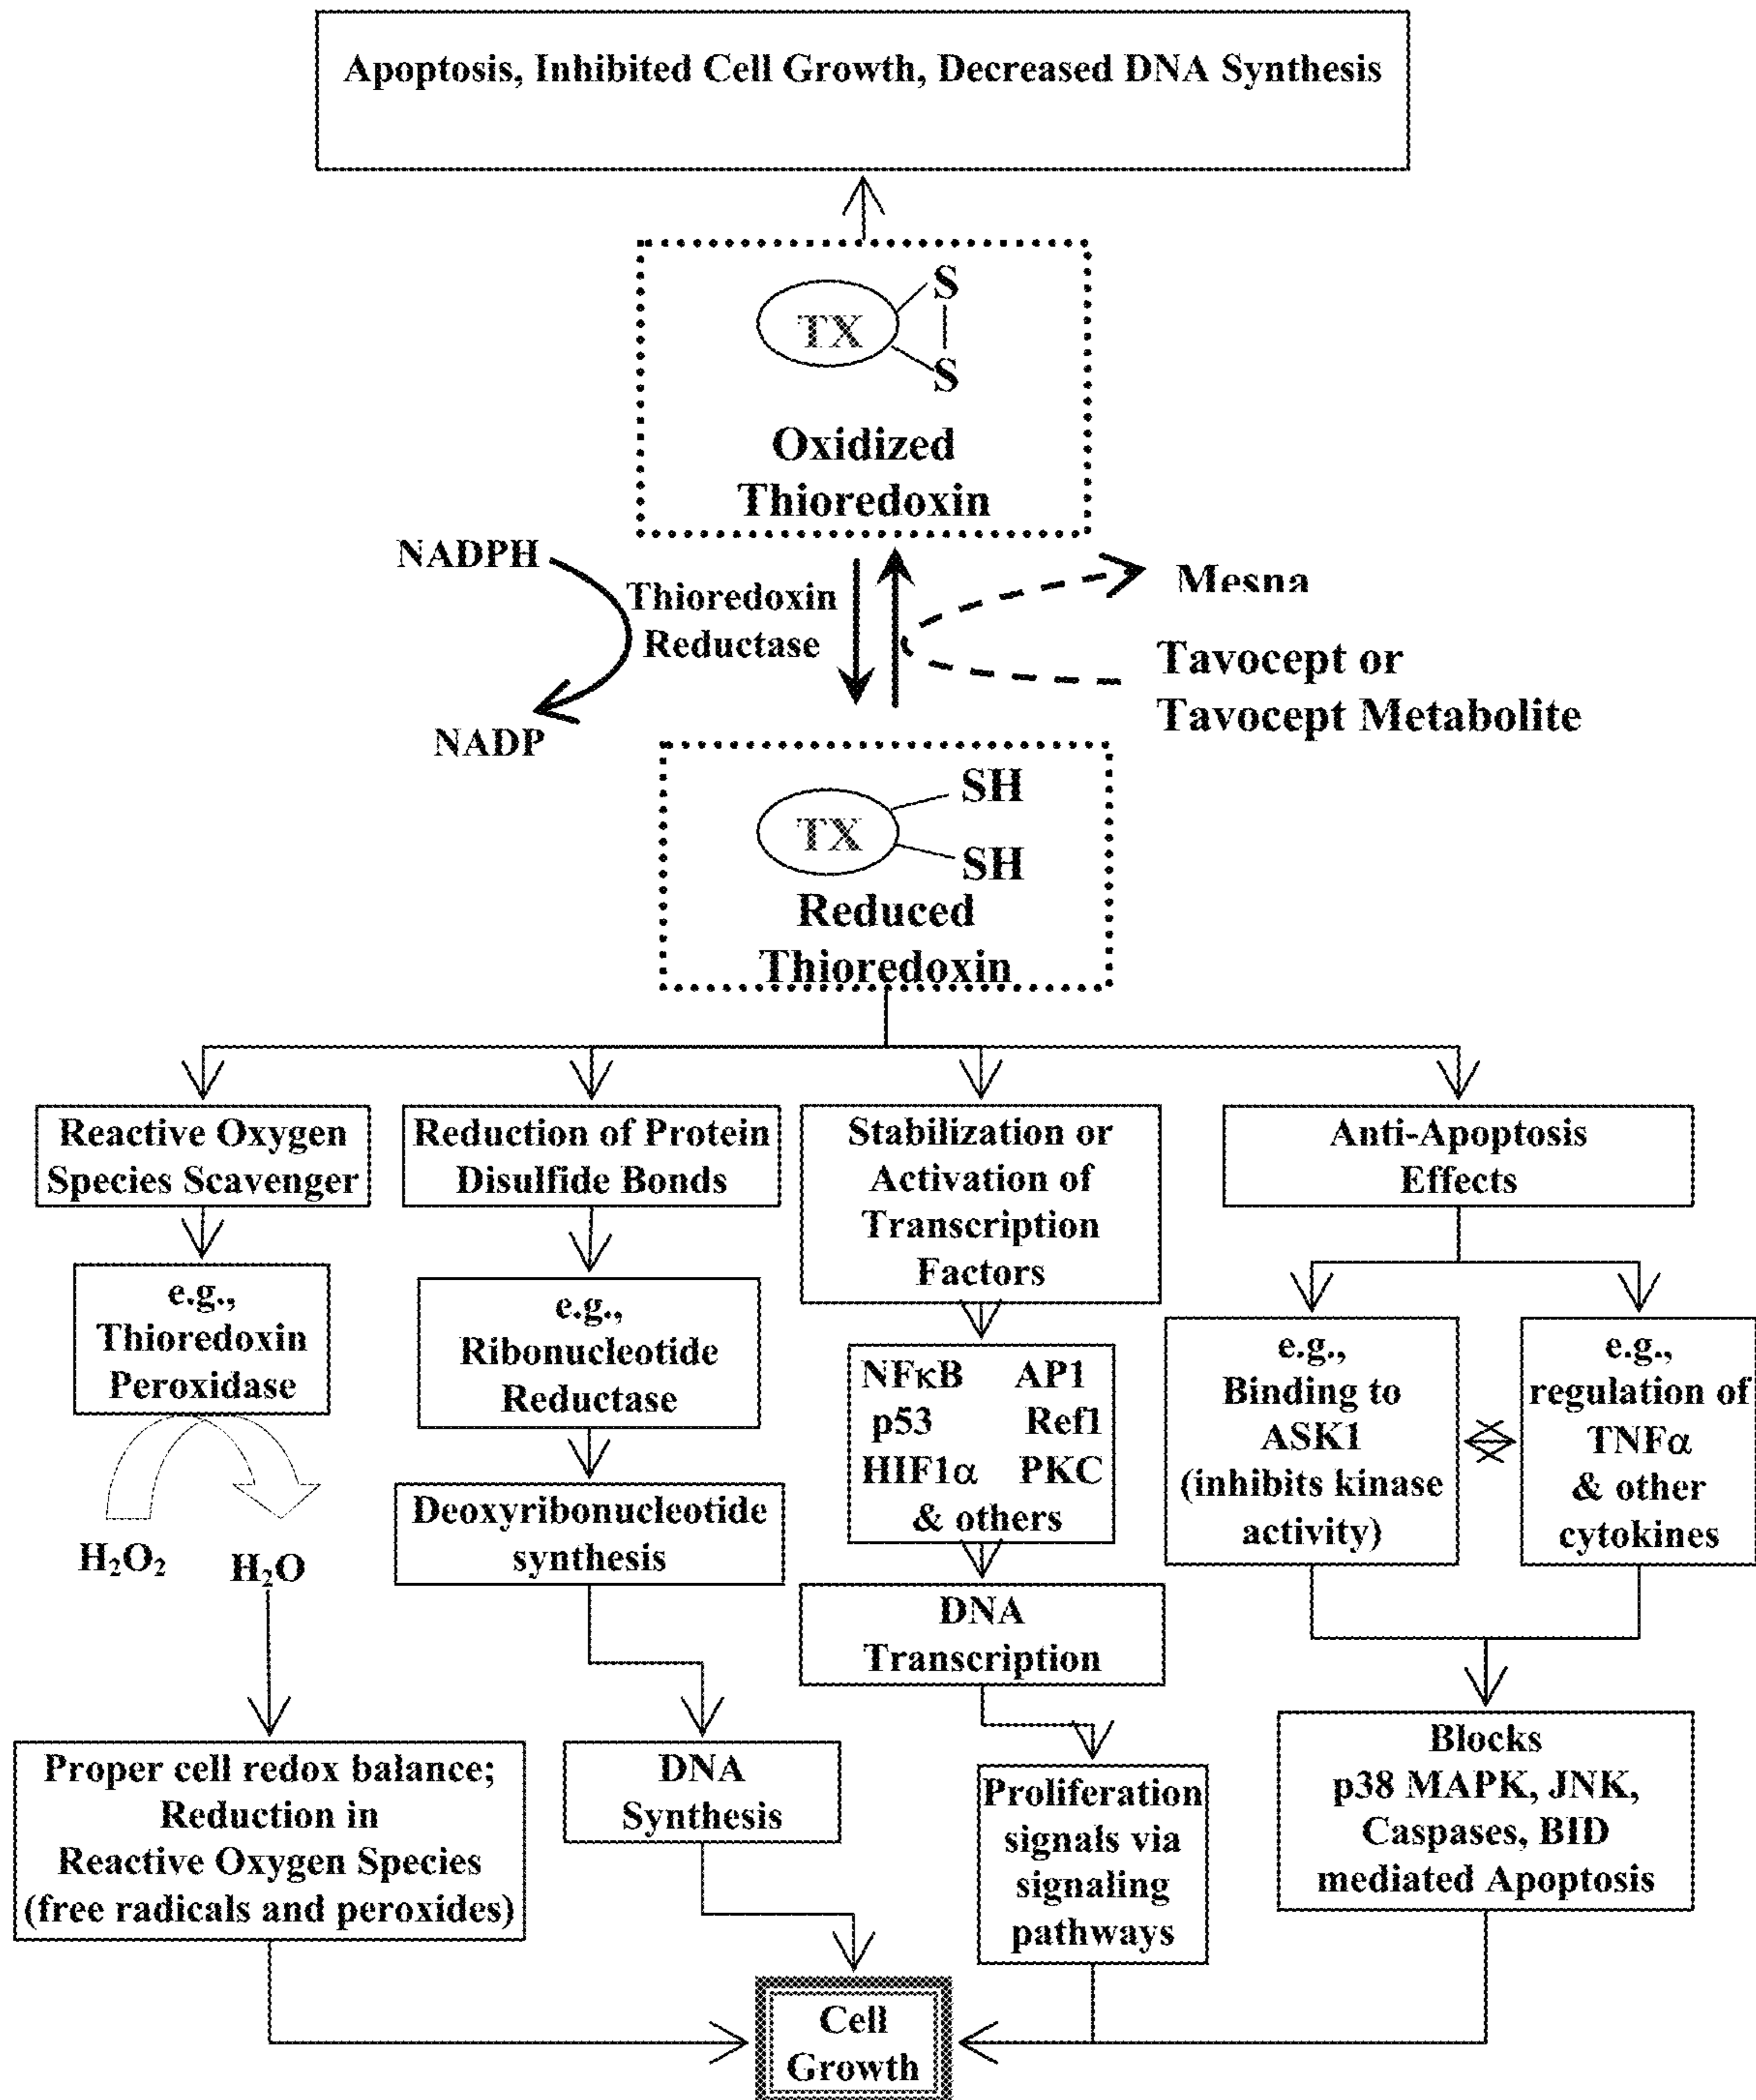 Apoptosis, Inhibited Cell Growth, Decreased DNA Synthesis
TX
S
S
Oxidized
Thioredoxin
NADPH
Thioredoxin
Reductase
NADP
Mesna
Tavocept or
Tavocept Metabolite
TX
SH
SH
Reduced
Thioredoxin
Reactive Oxygen
Species Scavenger
e.g.,
Thioredoxin
Peroxidase
H₂O₂
H₂O
Proper cell redox balance;
Reduction in
Reactive Oxygen Species
(free radicals and peroxides)
Reduction of Protein
Disulfide Bonds
e.g.,
Ribonucleotide
Reductase
Deoxyribonucleotide
synthesis
DNA
Synthesis
Stabilization or
Activation of
Transcription
Factors
NFκB AP1
p53 Ref1
HIF1α PKC
& others
DNA
Transcription
Proliferation
signals via
signaling
pathways
Anti-Apoptosis
Effects
e.g.,
Binding to
ASK1
(inhibits kinase
activity)
e.g.,
regulation of
TNFα
& other
cytokines
Blocks
p38 MAPK, JNK,
Caspases, BID
mediated Apoptosis
Cell
Growth